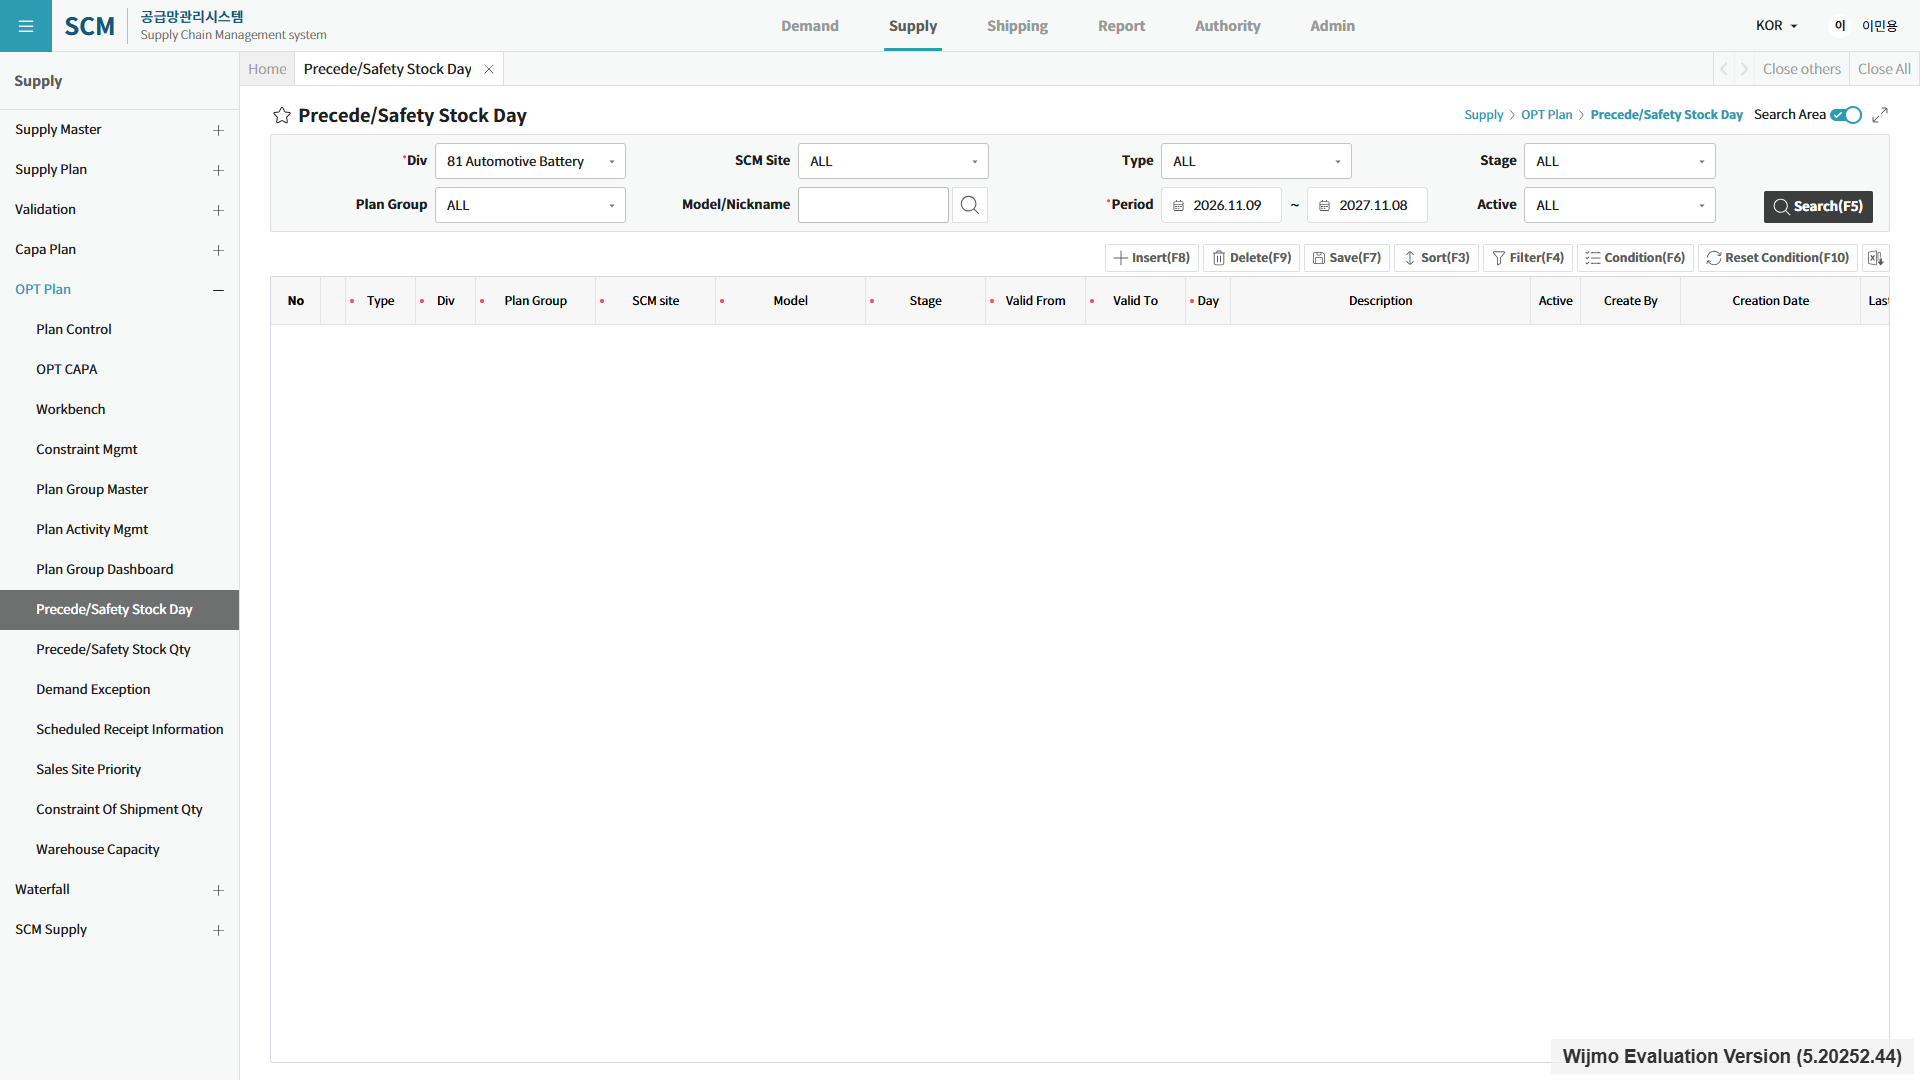 SCM
공급망관리시스템
Supply Chain Management system
Demand
Supply
Shipping
Report
Authority
Admin
KOR
이
이민용
Supply
Home
Precede/Safety Stock Day
Close others
Close All
Supply Master
Supply Plan
Validation
Capa Plan
OPT Plan
Plan Control
OPT CAPA
Workbench
Constraint Mgmt
Plan Group Master
Plan Activity Mgmt
Plan Group Dashboard
Precede/Safety Stock Day
Precede/Safety Stock Qty
Demand Exception
Scheduled Receipt Information
Sales Site Priority
Constraint Of Shipment Qty
Warehouse Capacity
Waterfall
SCM Supply
Precede/Safety Stock Day
Supply > OPT Plan > Precede/Safety Stock Day
Search Area
*Div 81 Automotive Battery
SCM Site ALL
Type ALL
Stage ALL
Plan Group ALL
Model/Nickname
*Period 2026.11.09 ~ 2027.11.08
Active ALL
Search(F5)
Insert(F8)
Delete(F9)
Save(F7)
Sort(F3)
Filter(F4)
Condition(F6)
Reset Condition(F10)
No
Type
Div
Plan Group
SCM site
Model
Stage
Valid From
Valid To
Day
Description
Active
Create By
Creation Date
Last
Wijmo Evaluation Version (5.20252.44)